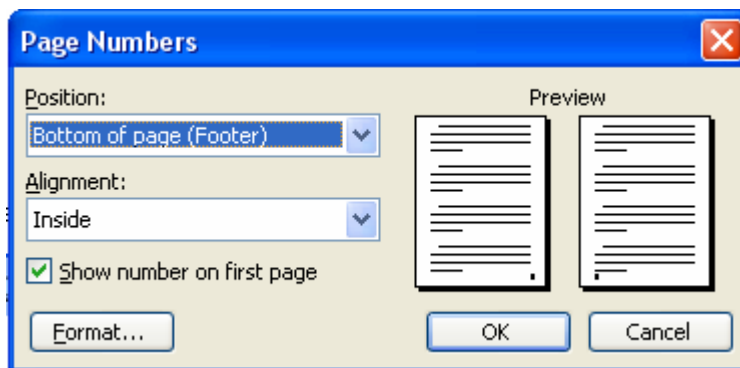 Page Numbers
Position:
Preview
Bottom of page (Footer)
Alignment:
Inside
Show number on first page
Format...
OK
Cancel